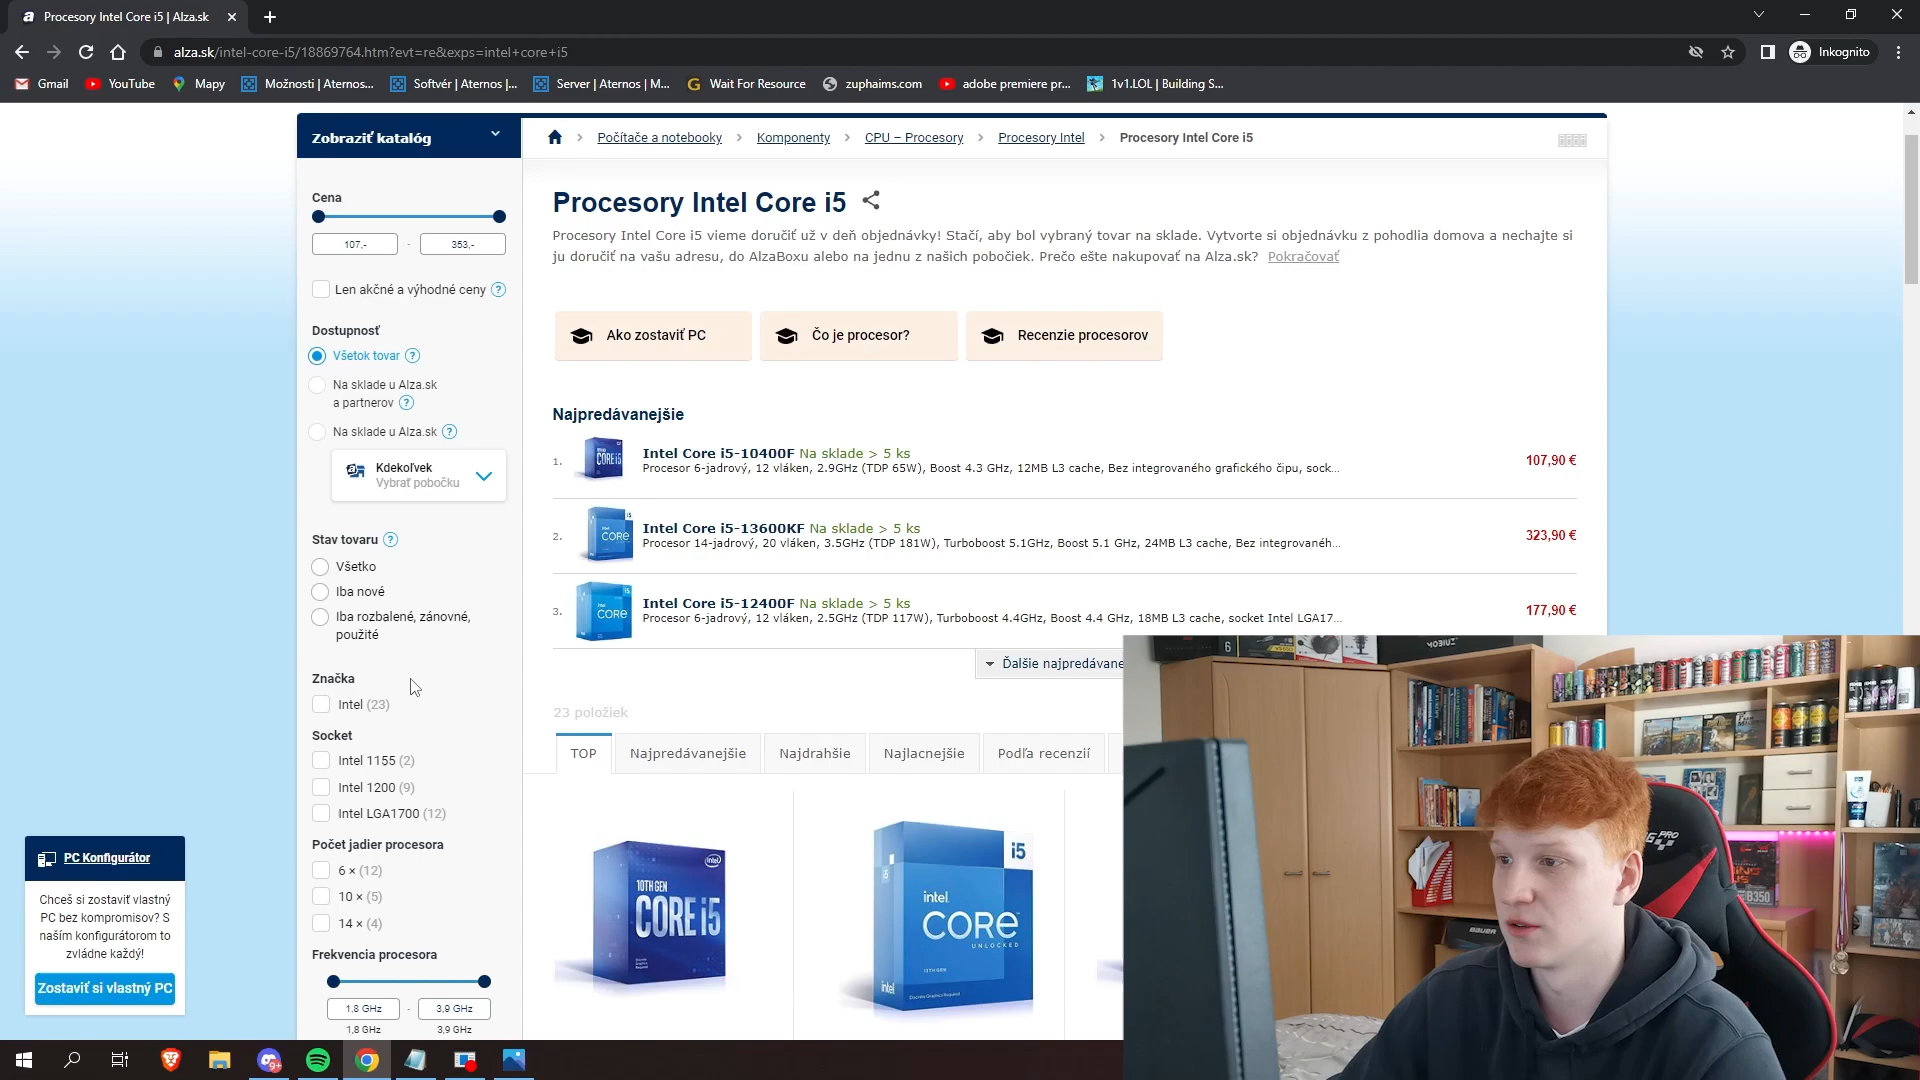 Procesory Intel Core i5 | Alza.sk
alza.sk/intel-core-i5/18869764.htm?evt=re&exps=intel+core+i5
Inkognito
Gmail
YouTube
Mapy
Možnosti | Aternos...
Softvér | Aternos |...
Server | Aternos | M...
Wait For Resource
zuphaims.com
adobe premiere pr...
1v1.LOL | Building S...
Zobraziť katalóg
Počítače a notebooky > Komponenty > CPU – Procesory > Procesory Intel > Procesory Intel Core i5
Cena
107,- - 353,-
Len akčné a výhodné ceny ?
Dostupnosť
Všetok tovar ?
Na sklade u Alza.sk
a partnerov ?
Na sklade u Alza.sk ?
Kdekoľvek
Vybrať pobočku
Stav tovaru ?
Všetko
Iba nové
Iba rozbalené, zánovné,
použité
Značka
Intel (23)
Socket
Intel 1155 (2)
Intel 1200 (9)
Intel LGA1700 (12)
Počet jadier procesora
6 × (12)
10 × (5)
14 × (4)
Frekvencia procesora
1,8 GHz - 3,9 GHz
1,8 GHz 3,9 GHz
Procesory Intel Core i5
Procesory Intel Core i5 vieme doručiť už v deň objednávky! Stačí, aby bol vybraný tovar na sklade. Vytvorte si objednávku z pohodlia domova a nechajte si
ju doručiť na vašu adresu, do AlzaBoxu alebo na jednu z našich pobočiek. Prečo ešte nakupovať na Alza.sk? Pokračovať
Ako zostaviť PC
Čo je procesor?
Recenzie procesorov
Najpredávanejšie
1.
Intel Core i5-10400F Na sklade > 5 ks
Procesor 6-jadrový, 12 vláken, 2.9GHz (TDP 65W), Boost 4.3 GHz, 12MB L3 cache, Bez integrovaného grafického čipu, sock...
107,90 €
2.
Intel Core i5-13600KF Na sklade > 5 ks
Procesor 14-jadrový, 20 vláken, 3.5GHz (TDP 181W), Turboboost 5.1GHz, Boost 5.1 GHz, 24MB L3 cache, Bez integrovanéh...
323,90 €
3.
Intel Core i5-12400F Na sklade > 5 ks
Procesor 6-jadrový, 12 vláken, 2.5GHz (TDP 117W), Turboboost 4.4GHz, Boost 4.4 GHz, 18MB L3 cache, socket Intel LGA17...
177,90 €
Ďalšie najpredávane
23 položiek
TOP
Najpredávanejšie
Najdrahšie
Najlacnejšie
Podľa recenzií
intel
10TH GEN
CORE i5
i5
intel.
CORE
UNLOCKED
13TH GEN
intel
PC Konfigurátor
Chceš si zostaviť vlastný
PC bez kompromisov? S
naším konfigurátorom to
zvládne každý!
Zostaviť si vlastný PC
9+
MOBIUZ
BAUER
PRO
B350